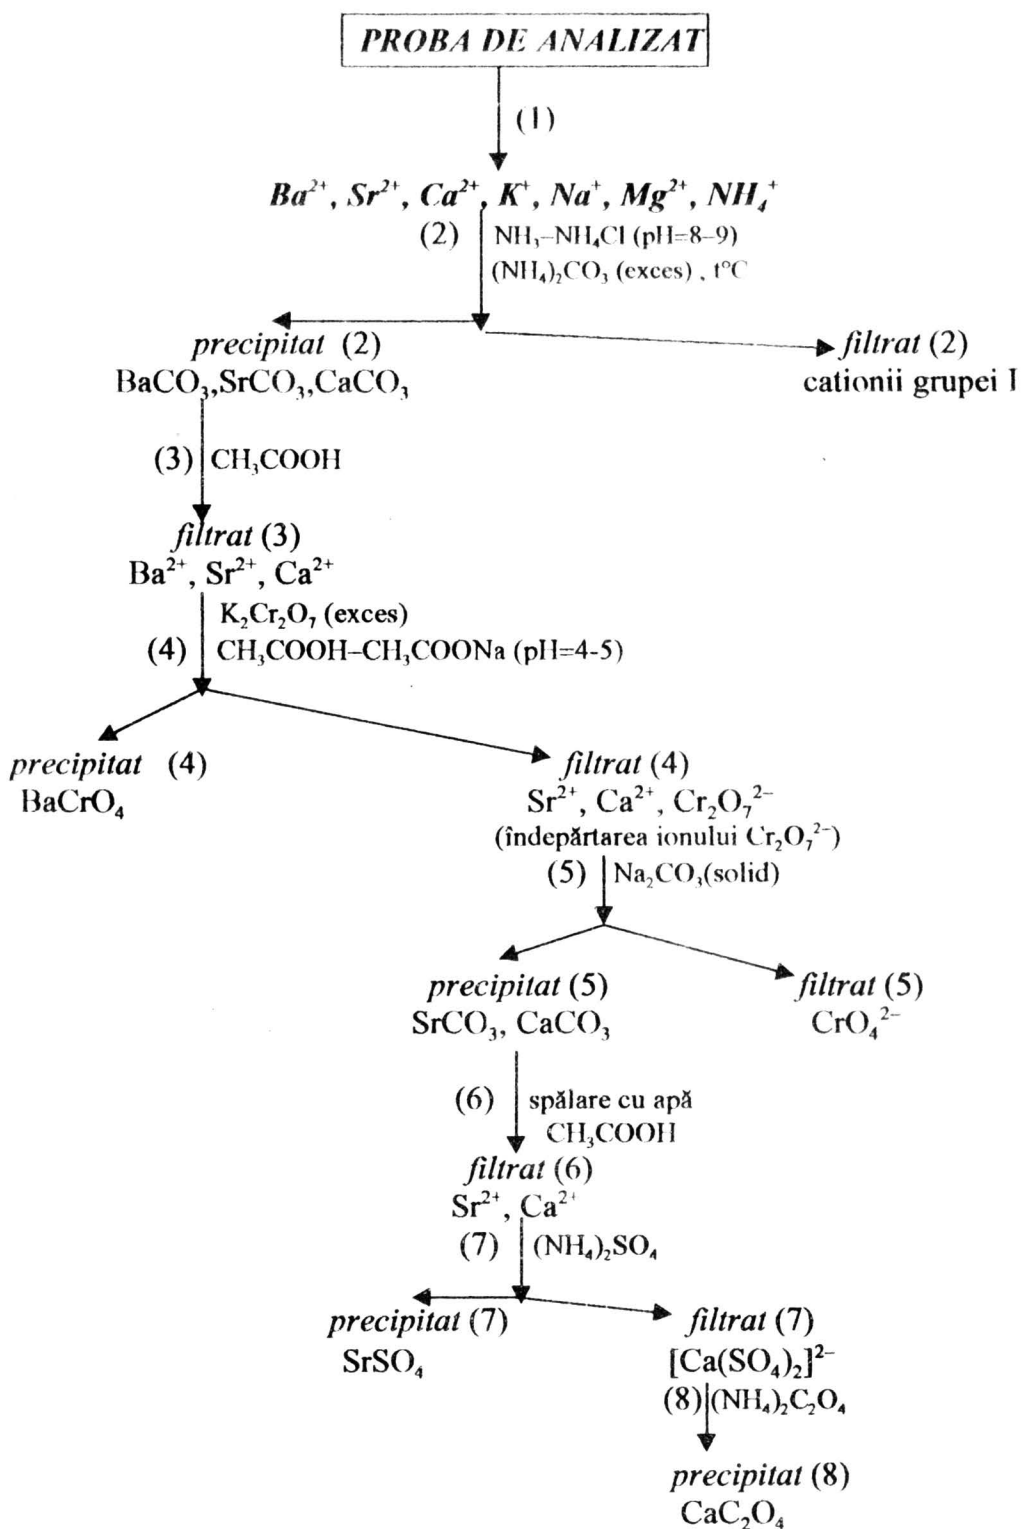 PROBA DE ANALIZAT
(1)
Ba²⁺, Sr²⁺, Ca²⁺, K⁺, Na⁺, Mg²⁺, NH₄⁺
(2) NH₃–NH₄Cl (pH=8–9)
(NH₄)₂CO₃ (exces) , t°C
precipitat (2)
BaCO₃,SrCO₃,CaCO₃
filtrat (2)
cationii grupei I
(3) CH₃COOH
filtrat (3)
Ba²⁺, Sr²⁺, Ca²⁺
K₂Cr₂O₇ (exces)
(4) CH₃COOH–CH₃COONa (pH=4-5)
precipitat (4)
BaCrO₄
filtrat (4)
Sr²⁺, Ca²⁺, Cr₂O₇²⁻
(îndepărtarea ionului Cr₂O₇²⁻)
(5) Na₂CO₃(solid)
precipitat (5)
SrCO₃, CaCO₃
filtrat (5)
CrO₄²⁻
(6) spălare cu apă
CH₃COOH
filtrat (6)
Sr²⁺, Ca²⁺
(7) (NH₄)₂SO₄
precipitat (7)
SrSO₄
filtrat (7)
[Ca(SO₄)₂]²⁻
(8) (NH₄)₂C₂O₄
precipitat (8)
CaC₂O₄